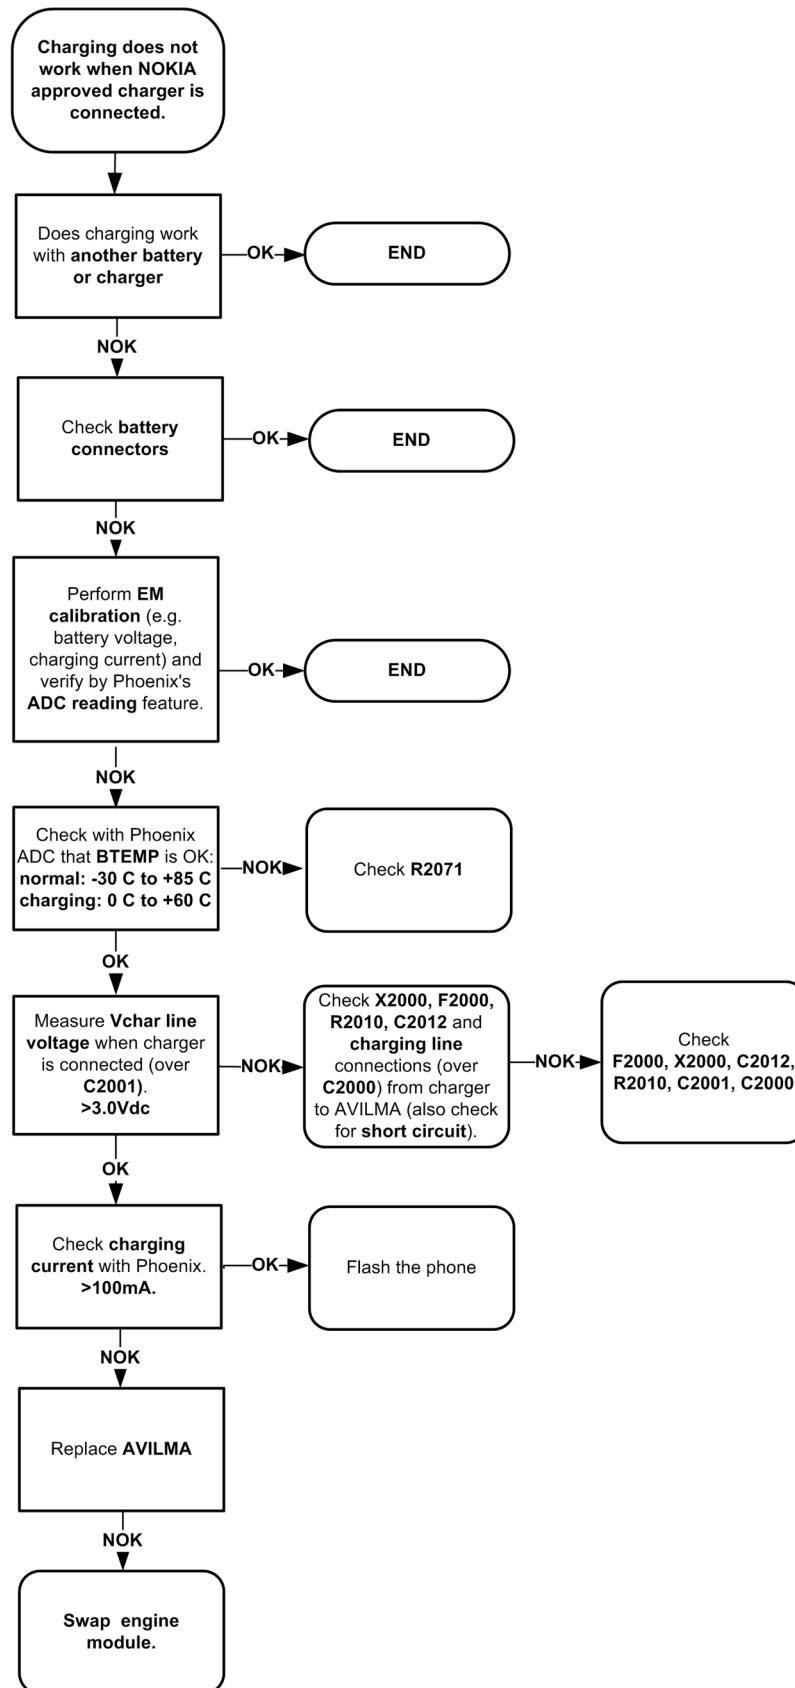 Charging does not
work when NOKIA
approved charger is
connected.
Does charging work
with another battery
or charger
OK
END
NOK
Check battery
connectors
OK
END
NOK
Perform EM
calibration (e.g.
battery voltage,
charging current) and
verify by Phoenix's
ADC reading feature.
OK
END
NOK
Check with Phoenix
ADC that BTEMP is OK:
normal: -30 C to +85 C
charging: 0 C to +60 C
NOK
Check R2071
OK
Measure Vchar line
voltage when charger
is connected (over
C2001).
>3.0Vdc
NOK
Check X2000, F2000,
R2010, C2012 and
charging line
connections (over
C2000) from charger
to AVILMA (also check
for short circuit).
NOK
Check
F2000, X2000, C2012,
R2010, C2001, C2000
OK
Check charging
current with Phoenix.
>100mA.
OK
Flash the phone
NOK
Replace AVILMA
NOK
Swap engine
module.